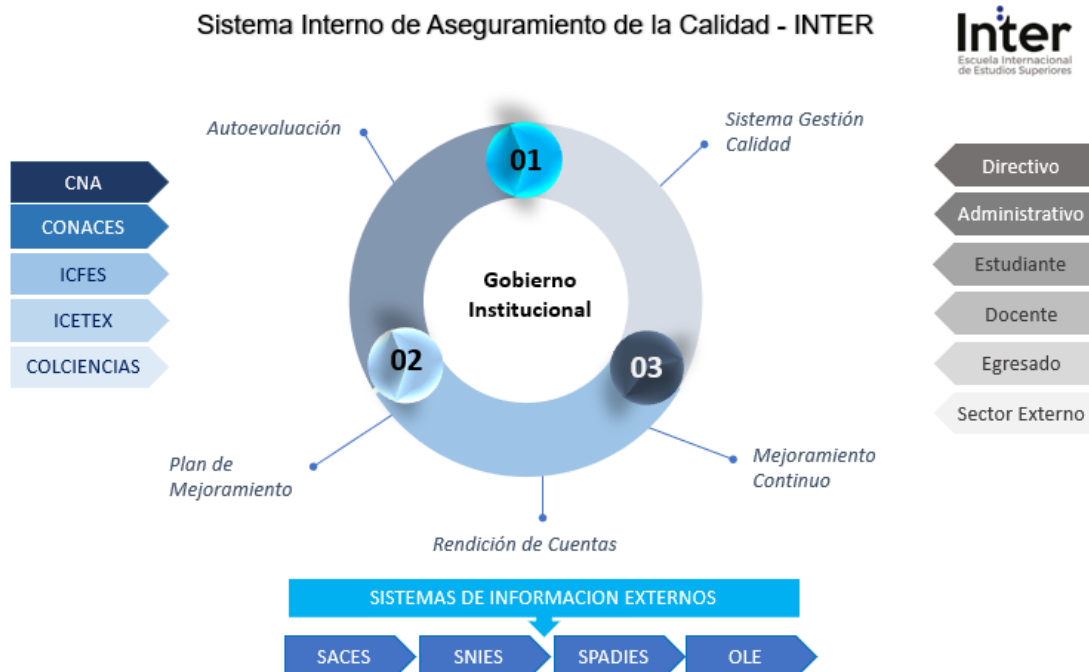 Sistema Interno de Aseguramiento de la Calidad - INTER
Inter
Escuela Internacional
de Estudios Superiores
Autoevaluación
Sistema Gestión
Calidad
01
CNA
CONACES
ICFES
ICETEX
COLCIENCIAS
Gobierno
Institucional
02
03
Directivo
Administrativo
Estudiante
Docente
Egresado
Sector Externo
Plan de
Mejoramiento
Mejoramiento
Continuo
Rendición de Cuentas
SISTEMAS DE INFORMACION EXTERNOS
SACES
SNIES
SPADIES
OLE